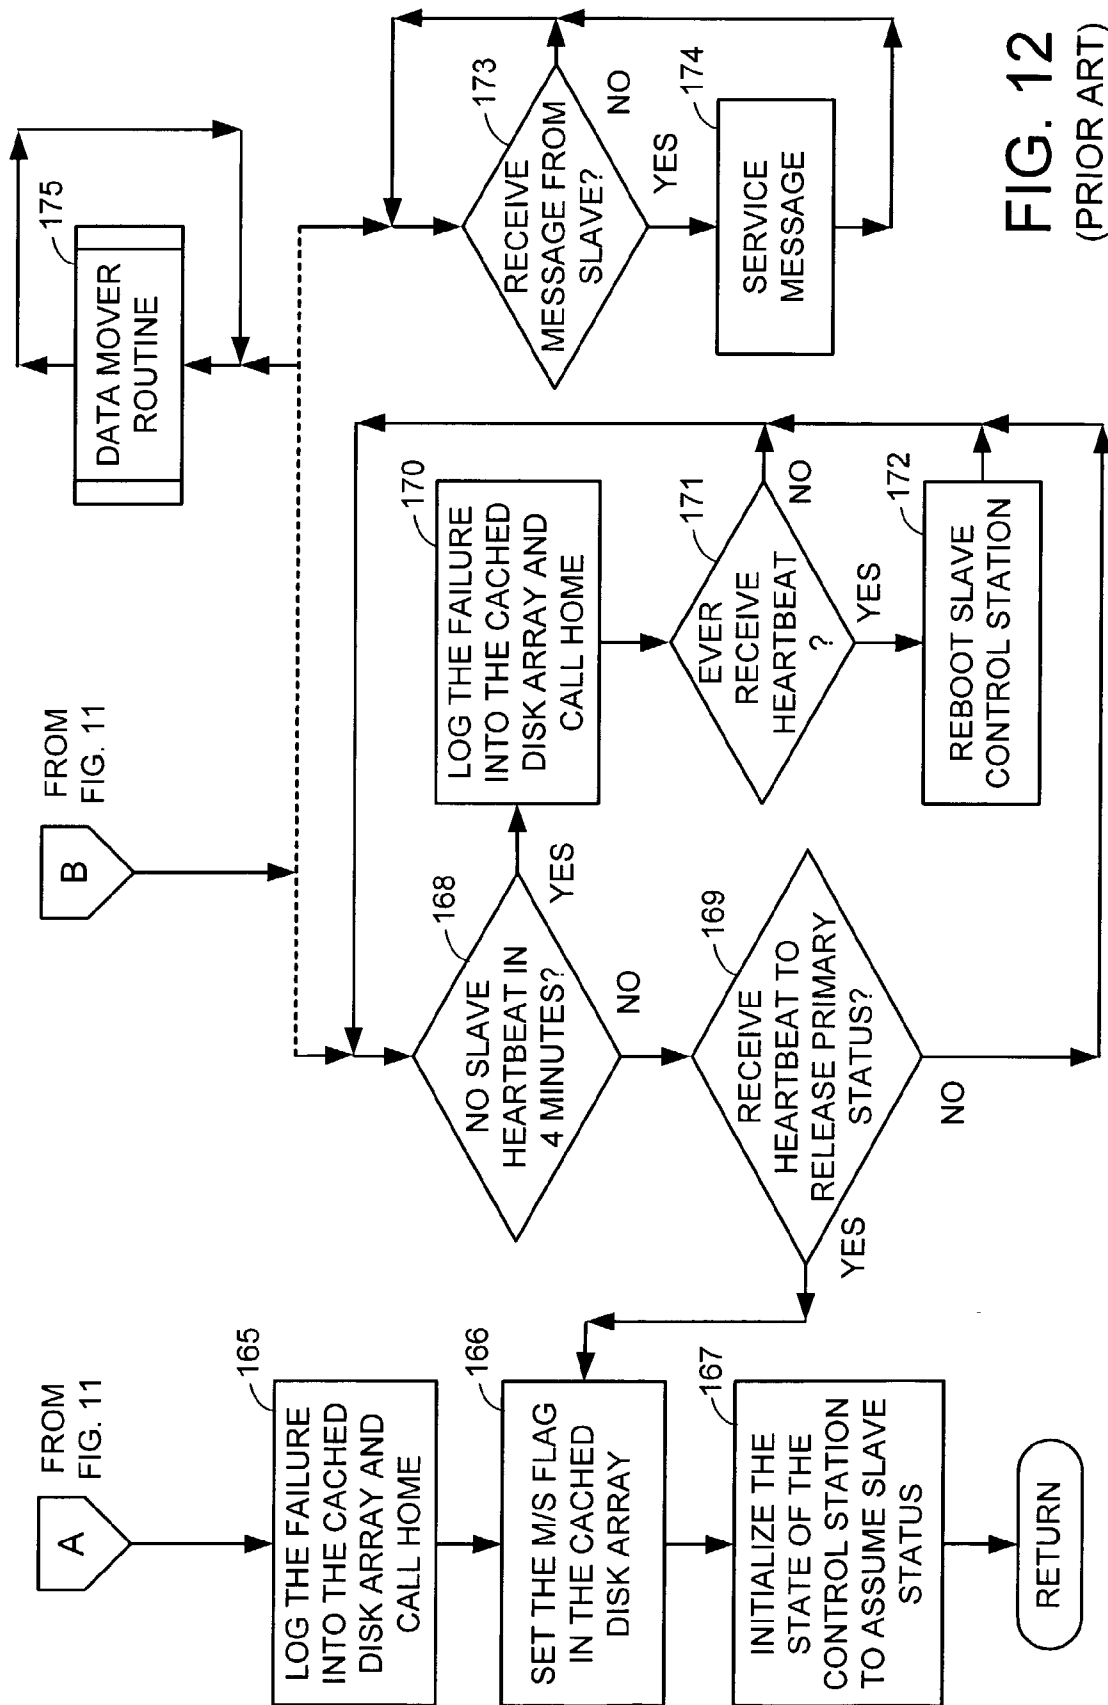 A
FROM
FIG. 11
165
LOG THE FAILURE
INTO THE CACHED
DISK ARRAY AND
CALL HOME
166
SET THE M/S FLAG
IN THE CACHED
DISK ARRAY
167
INITIALIZE THE
STATE OF THE
CONTROL STATION
TO ASSUME SLAVE
STATUS
RETURN
B
FROM
FIG. 11
168
NO SLAVE
HEARTBEAT IN
4 MINUTES?
YES
NO
169
RECEIVE
HEARTBEAT TO
RELEASE PRIMARY
STATUS?
YES
NO
170
LOG THE FAILURE
INTO THE CACHED
DISK ARRAY AND
CALL HOME
171
EVER
RECEIVE
HEARTBEAT
?
NO
YES
172
REBOOT SLAVE
CONTROL STATION
175
DATA MOVER
ROUTINE
173
RECEIVE
MESSAGE FROM
SLAVE?
NO
YES
174
SERVICE
MESSAGE
FIG. 12
(PRIOR ART)